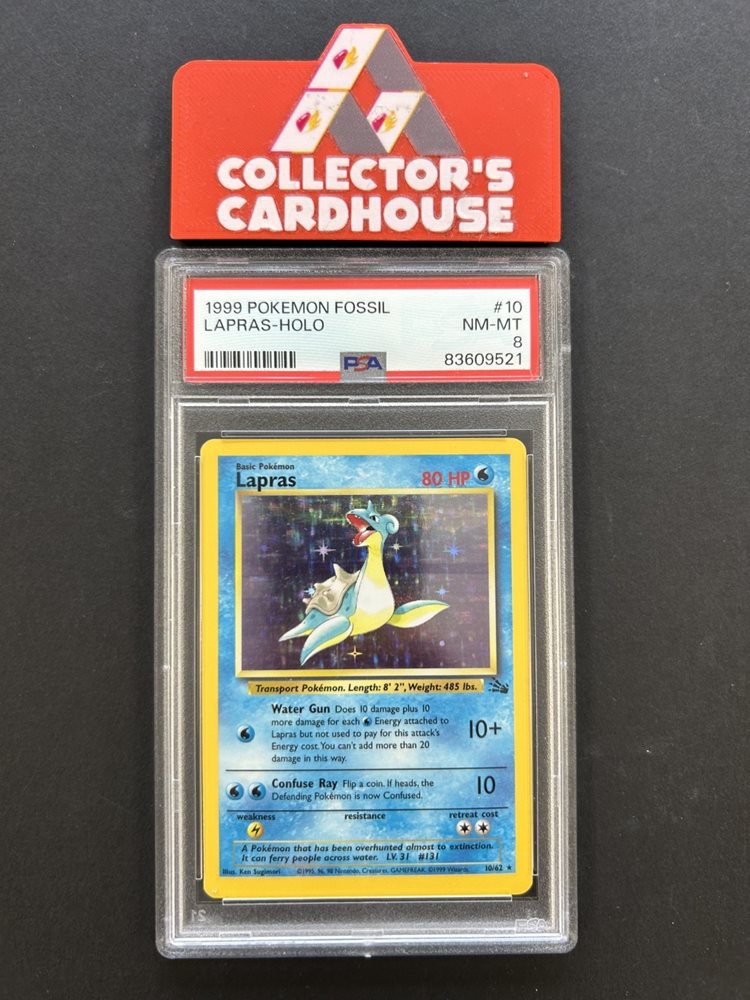 COLLECTOR'S
CARDHOUSE
1999 POKEMON FOSSIL #10
LAPRAS-HOLO NM-MT
8
PSA 83609521
Basic Pokémon
Lapras 80 HP
Transport Pokémon. Length: 8' 2", Weight: 485 lbs.
Water Gun Does 10 damage plus 10
more damage for each Energy attached to
Lapras but not used to pay for this attack's
Energy cost. You can't add more than 20
damage in this way.
10+
Confuse Ray Flip a coin. If heads, the
Defending Pokémon is now Confused.
10
weakness resistance retreat cost
A Pokémon that has been overhunted almost to extinction.
It can ferry people across water. LV. 31 #131
Illus. Ken Sugimori ©1995, 96, 98 Nintendo, Creatures, GAMEFREAK. ©1999 Wizards. 10/62 ★
PSA